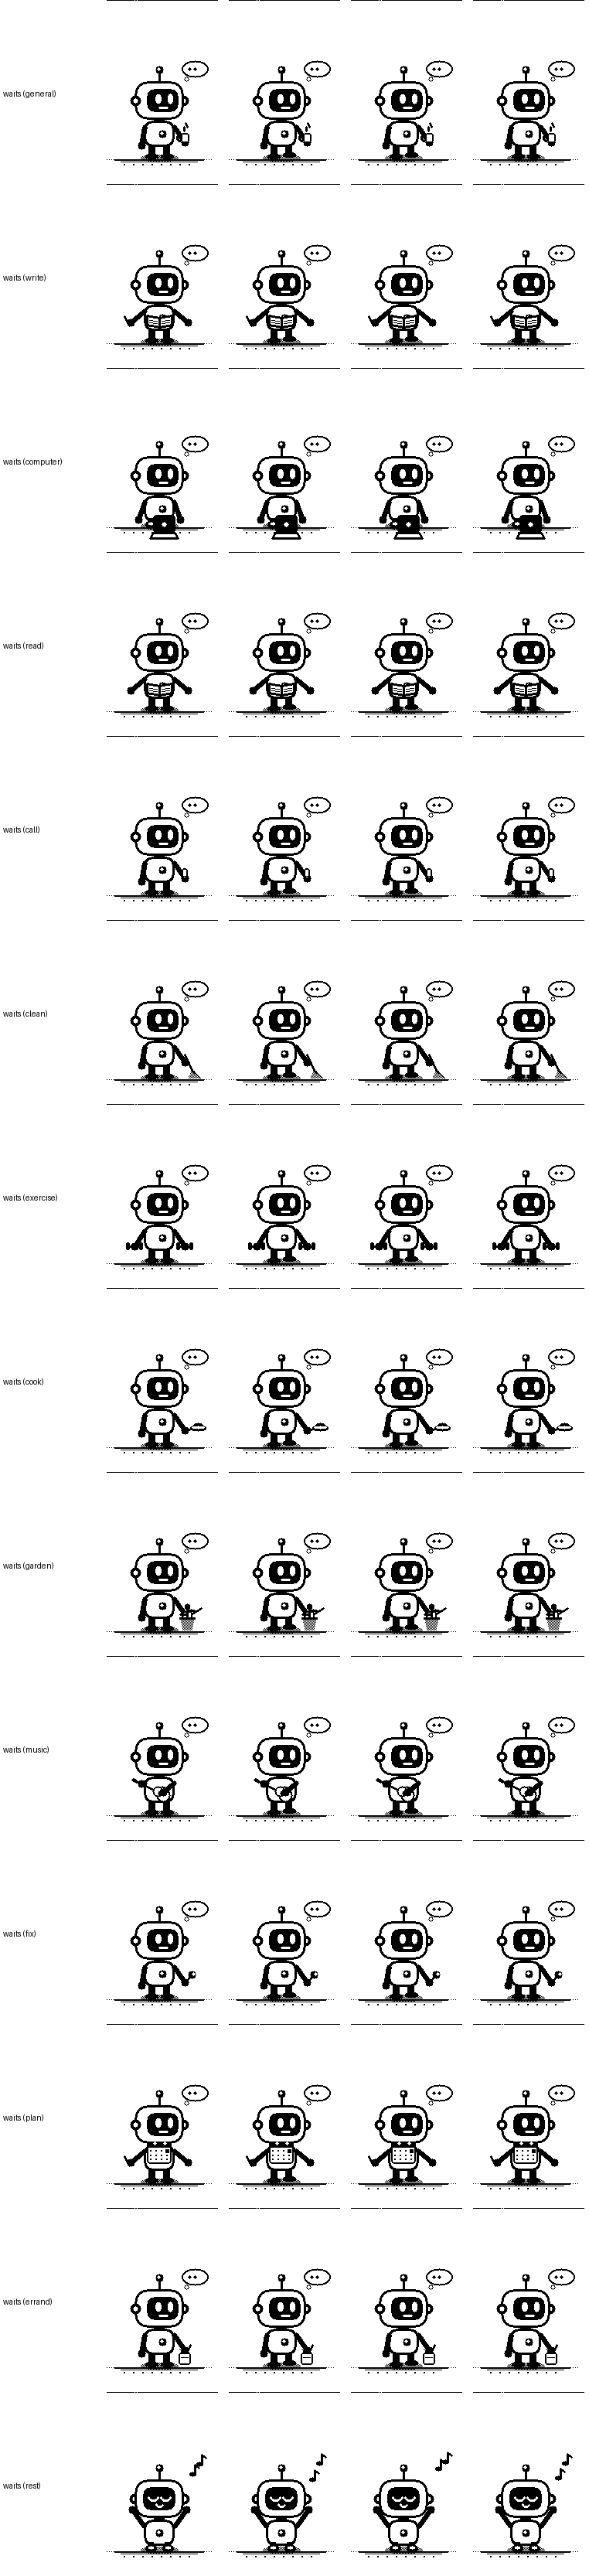 waits (general)
waits (write)
waits (computer)
waits (read)
waits (call)
waits (clean)
waits (exercise)
waits (cook)
waits (garden)
waits (music)
waits (fix)
waits (plan)
waits (errand)
waits (rest)